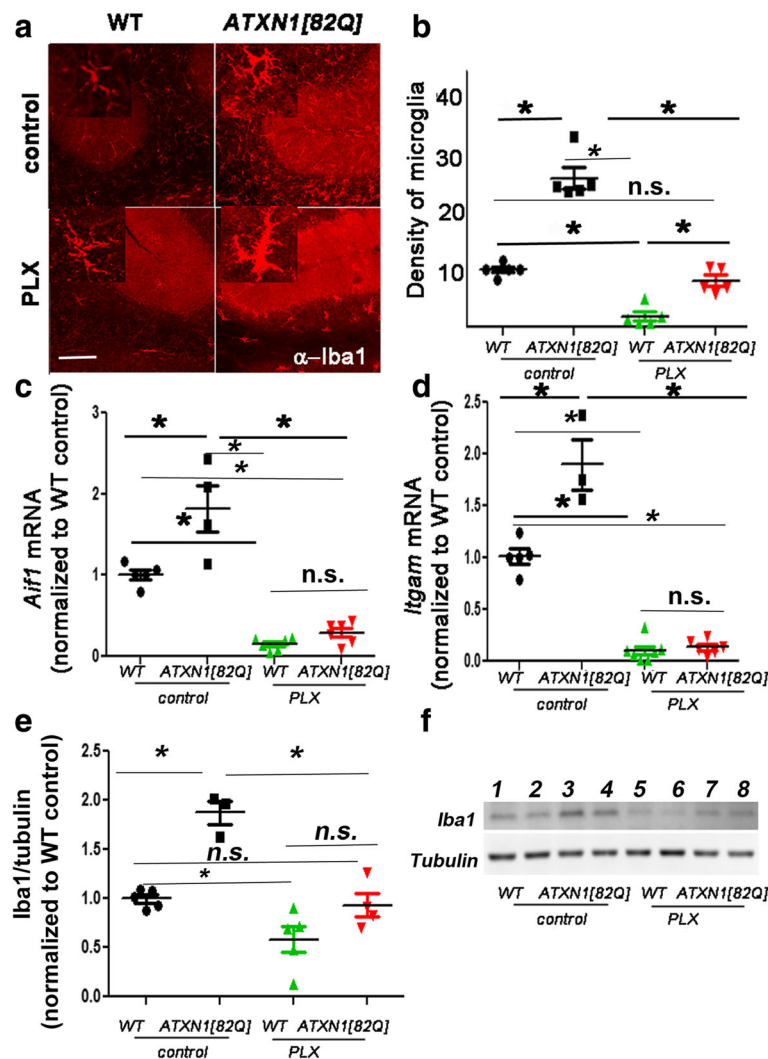 a
WT ATXN1[82Q]
control
PLX
α–Iba1
b
Density of microglia
40
30
20
10
* *
*
n.s.
* *
WT ATXN1[82Q] WT ATXN1[82Q]
control PLX
c
Aif1 mRNA
(normalized to WT control)
3
2
1
0
* *
*
*
*
n.s.
WT ATXN1[82Q] WT ATXN1[82Q]
control PLX
d
Itgam mRNA
(normalized to WT control)
2.5
2.0
1.5
1.0
0.5
0.0
* *
*
*
*
n.s.
WT ATXN1[82Q] WT ATXN1[82Q]
control PLX
e
Iba1/tubulin
(normalized to WT control)
2.5
2.0
1.5
1.0
0.5
0.0
* *
n.s.
n.s.
*
WT ATXN1[82Q] WT ATXN1[82Q]
control PLX
f
1 2 3 4 5 6 7 8
Iba1
Tubulin
WT ATXN1[82Q] WT ATXN1[82Q]
control PLX